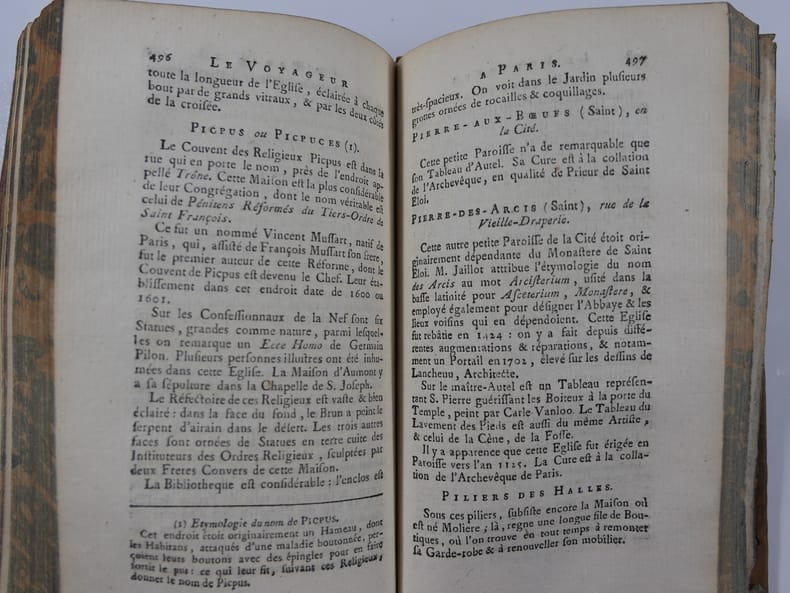 496 LE VOYAGEUR
toute la longueur de l'Eglise, éclairée à chaque
bout par de grands vitraux, & par les deux côtés
de la croisée.
PICPUS ou PICPUCES (1).
Le Couvent des Religieux Picpus est dans la
rue qui en porte le nom, près de l'endroit ap-
pellé Trône. Cette Maison est la plus considérable
de leur Congrégation, dont le nom véritable est
celui de Pénitens Réformés du Tiers-Ordre de
Saint François.
Ce fut un nommé Vincent Mussart, natif de
Paris, qui, assisté de François Mussart son frere,
fut le premier auteur de cette Réforme, dont le
Couvent de Picpus est devenu le Chef. Leur éta-
blissement dans cet endroit date de 1600 ou
1601.
Sur les Confessionnaux de la Nef sont six
Statues, grandes comme nature, parmi lesquel-
les on remarque un Ecce Homo de Germain
Pilon. Plusieurs personnes illustres ont été inhu-
mées dans cette Eglise. La Maison d'Aumont y
a sa sépulture dans la Chapelle de S. Joseph.
Le Réfectoire de ces Religieux est vaste & bien
éclairé : dans la face du fond, le Brun a peint le
serpent d'airain dans le désert. Les trois autres
faces sont ornées de Statues en terre cuite des
Instituteurs des Ordres Religieux, sculptées par
deux Freres Convers de cette Maison.
La Bibliotheque est considérable : l'enclos est
(1) Etymologie du nom de PICPUS.
Cet endroit étoit originairement un Hameau, dont
les Habitans, attaqués d'une maladie boutonnée, per-
çoient leurs boutons avec des épingles pour en faire
sortir le pus : ce qui leur fit, suivant ces Religieux,
donner le nom de Picpus.
A PARIS. 497
très-spacieux. On voit dans le Jardin plusieurs
grottes ornées de rocailles & coquillages.
PIERRE-AUX-BŒUFS (Saint), en
la Cité.
Cette petite Paroisse n'a de remarquable que
son Tableau d'Autel. Sa Cure est à la collation
de l'Archevêque, en qualité de Prieur de Saint
Eloi.
PIERRE-DES-ARCIS (Saint), rue de la
Vieille-Draperie.
Cette autre petite Paroisse de la Cité étoit ori-
ginairement dépendante du Monastere de Saint
Eloi. M. Jaillot attribue l'étymologie du nom
des Arcis au mot Arcisterium, usité dans la
basse latinité pour Asceterium, Monastere, &
employé également pour désigner l'Abbaye & les
lieux voisins qui en dépendoient. Cette Eglise
fut rebâtie en 1424 : on y a fait depuis diffé-
rentes augmentations & réparations, & notam-
ment un Portail en 1702, élevé sur les dessins de
Lanchenu, Architecte.
Sur le maître-Autel est un Tableau représen-
tant S. Pierre guérissant les Boiteux à la porte du
Temple, peint par Carle Vanloo. Le Tableau du
Lavement des Pieds est aussi du même Artiste,
& celui de la Cène, de la Fosse.
Il y a apparence que cette Eglise fut érigée en
Paroisse vers l'an 1125. La Cure est à la colla-
tion de l'Archevêque de Paris.
PILIERS DES HALLES.
Sous ces piliers, subsiste encore la Maison où
est né Moliere ; là, regne une longue file de Bou-
tiques, où l'on trouve en tout temps à remonter
sa Garde-robe & à renouveller son mobilier.